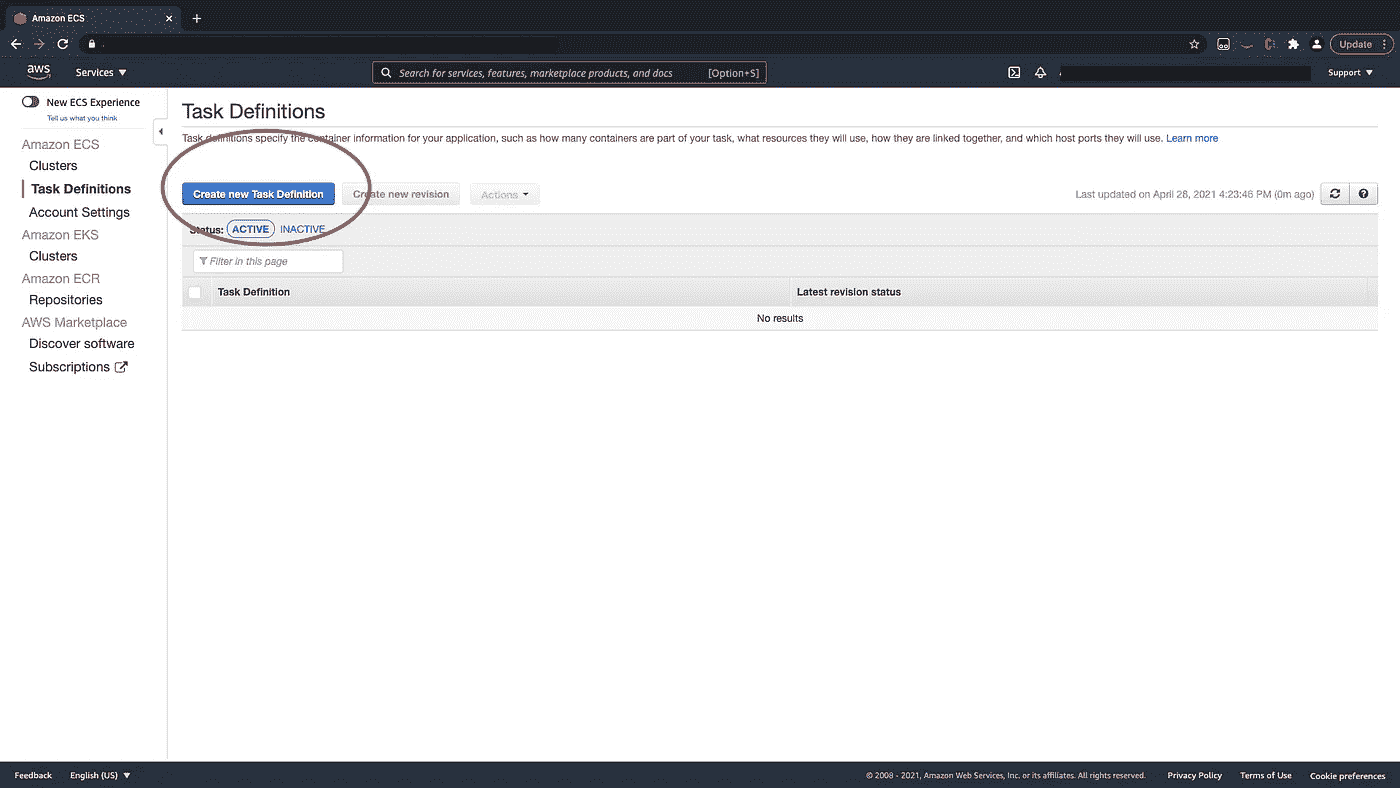 Amazon ECS
Update
aws
Services
Search for services, features, marketplace products, and docs [Option+S]
Support
New ECS Experience
Tell us what you think
Amazon ECS
Clusters
Task Definitions
Account Settings
Amazon EKS
Clusters
Amazon ECR
Repositories
AWS Marketplace
Discover software
Subscriptions
Task Definitions
Task definitions specify the container information for your application, such as how many containers are part of your task, what resources they will use, how they are linked together, and which host ports they will use. Learn more
Create new Task Definition Create new revision Actions Last updated on April 28, 2021 4:23:46 PM (0m ago)
Status: ACTIVE INACTIVE
Filter in this page
Task Definition Latest revision status
No results
Feedback English (US) © 2008 - 2021, Amazon Web Services, Inc. or its affiliates. All rights reserved. Privacy Policy Terms of Use Cookie preferences